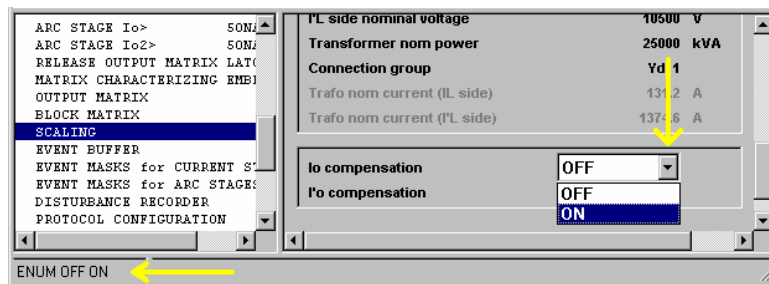 ARC STAGE Io>
ARC STAGE Io2>
RELEASE OUTPUT MATRIX
MATRIX CHARACTERIZING
OUTPUT MATRIX
BLOCK MATRIX
SCALING
EVENT BUFFER
EVENT MASKS for CURRENT
EVENT MASKS for ARC
DISTURBANCE RECORDER
PROTOCOL CONFIGURATION
I'L side nominal voltage 10500 V
Transformer nom power 25000 kVA
Connection group
Trafo nom current (IL side) A
Trafo nom current (I'L side) A
Io compensation OFF
I'o compensation OFF
ON
ENUM OFF ON